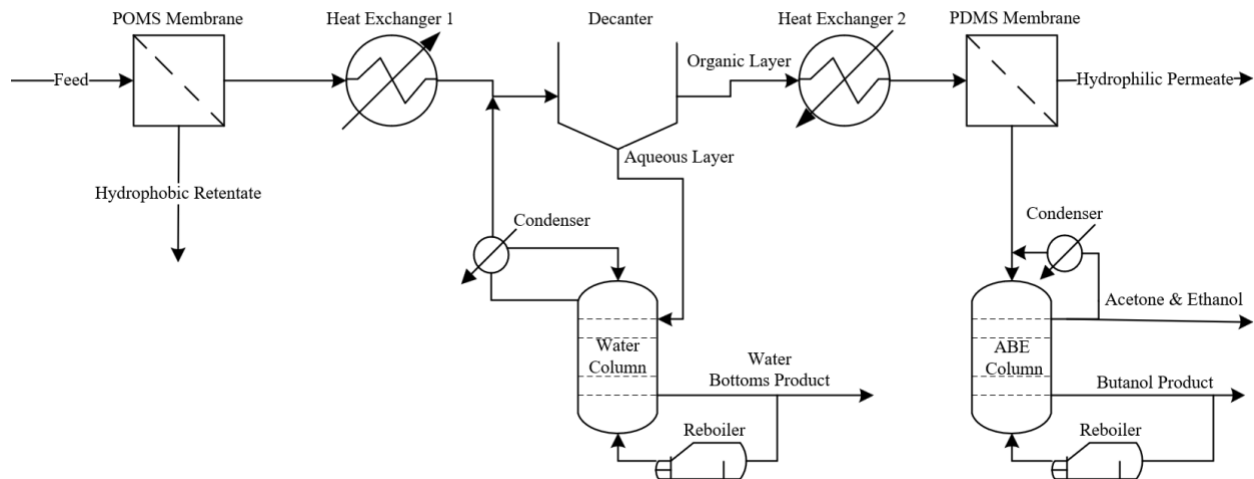 POMS Membrane
Heat Exchanger 1
Decanter
Heat Exchanger 2
PDMS Membrane
Organic Layer
Feed
Hydrophilic Permeate
Aqueous Layer
Hydrophobic Retentate
Condenser
Condenser
Acetone & Ethanol
Water
Column
ABE
Column
Water
Bottoms Product
Butanol Product
Reboiler
Reboiler